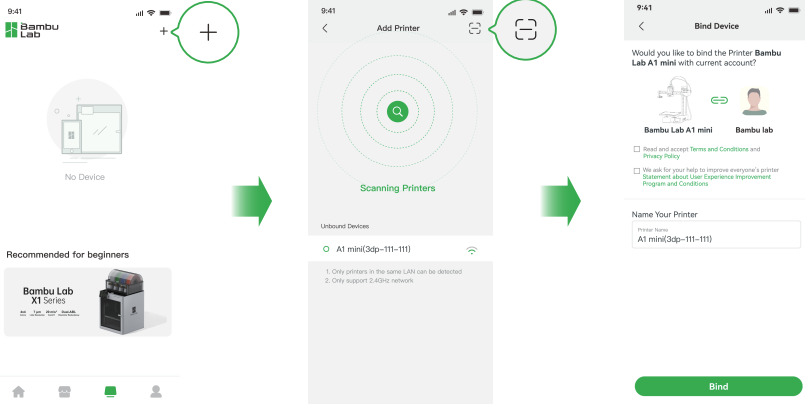 9:41
Bambu
Lab
No Device
Recommended for beginners
Bambu Lab
X1 Series
9:41
Add Printer
Scanning Printers
Unbound Devices
A1 mini(3dp-111-111)
1. Only printers in the same LAN can be detected
2. Only support 2.4GHz network
9:41
Bind Device
Would you like to bind the Printer Bambu
Lab A1 mini with current account?
Bambu Lab A1 mini
Bambu lab
Read and accept Terms and Conditions and
Privacy Policy
We ask for your help to improve everyone's printer
Statement about User Experience Improvement
Program and Conditions
Name Your Printer
Printer Name
A1 mini(3dp-111-111)
Bind